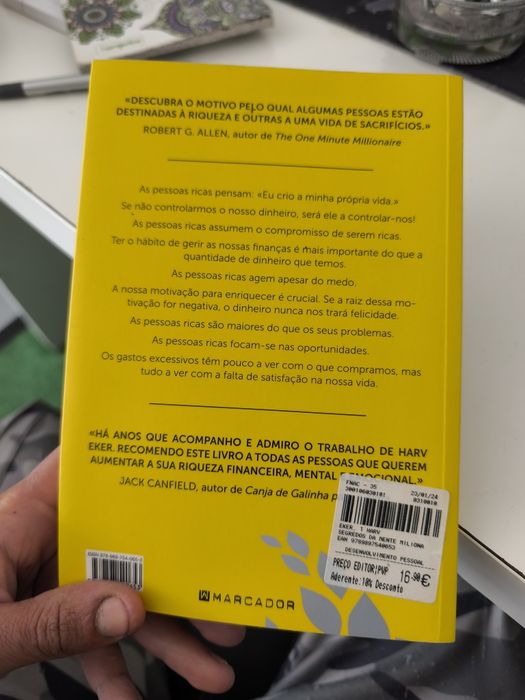 «DESCUBRA O MOTIVO PELO QUAL ALGUMAS PESSOAS ESTÃO
DESTINADAS À RIQUEZA E OUTRAS A UMA VIDA DE SACRIFÍCIOS.»
ROBERT G. ALLEN, autor de The One Minute Millionaire
As pessoas ricas pensam: «Eu crio a minha própria vida.»
Se não controlarmos o nosso dinheiro, será ele a controlar-nos!
As pessoas ricas assumem o compromisso de serem ricas.
Ter o hábito de gerir as nossas finanças é mais importante do que a
quantidade de dinheiro que temos.
As pessoas ricas agem apesar do medo.
A nossa motivação para enriquecer é crucial. Se a raiz dessa mo-
tivação for negativa, o dinheiro nunca nos trará felicidade.
As pessoas ricas são maiores do que os seus problemas.
As pessoas ricas focam-se nas oportunidades.
Os gastos excessivos têm pouco a ver com o que compramos, mas
tudo a ver com a falta de satisfação na nossa vida.
«HÁ ANOS QUE ACOMPANHO E ADMIRO O TRABALHO DE HARV
EKER. RECOMENDO ESTE LIVRO A TODAS AS PESSOAS QUE QUEREM
AUMENTAR A SUA RIQUEZA FINANCEIRA, MENTAL EMOCIONAL.»
JACK CANFIELD, autor de Canja de Galinha
FNAC - 35 23/01/24
EKER, T HARV
SEGREDOS DA MENTE MILIONA
EAN 9789897540653
DESENVOLVIMENTO PESSOAL
PREÇO EDITOR/PVP
Aderente:10% Desconto
16.90€
MARCADOR